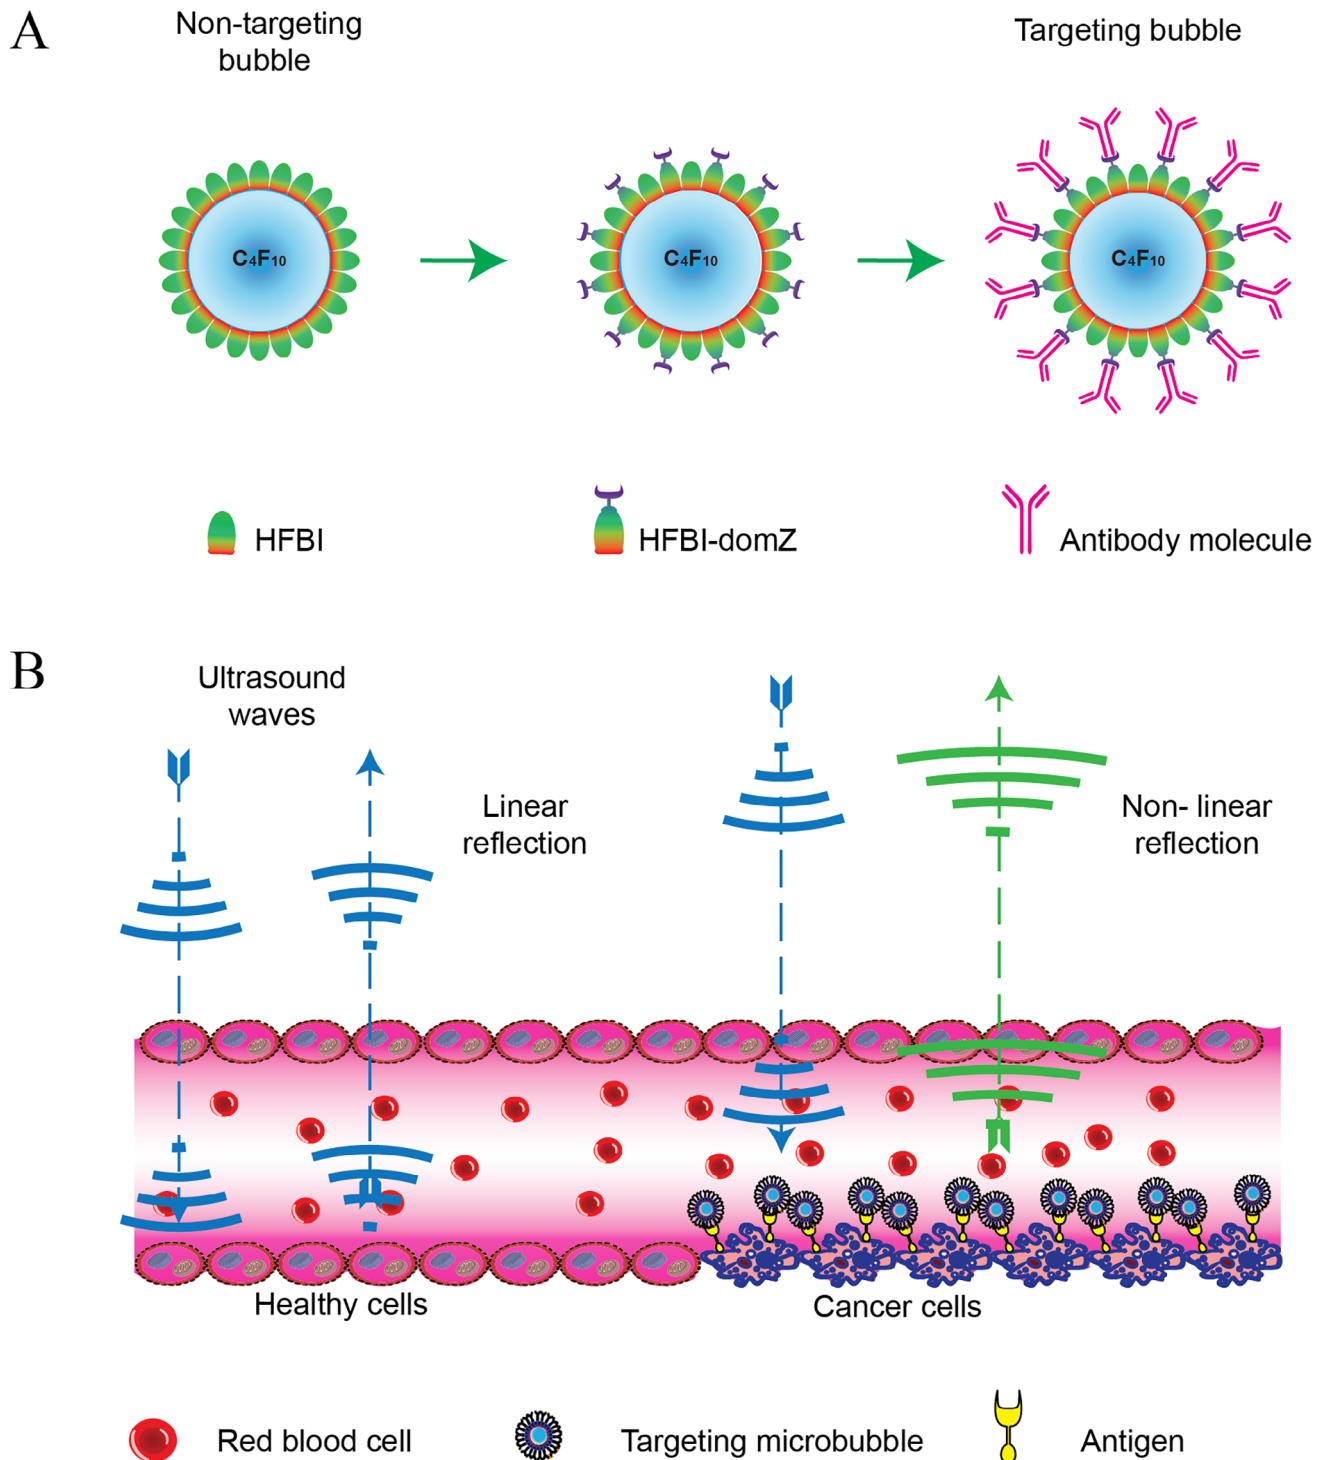 A
Non-targeting
bubble
Targeting bubble
C₄F₁₀
C₄F₁₀
C₄F₁₀
HFBI
HFBI-domZ
Antibody molecule
B
Ultrasound
waves
Linear
reflection
Non- linear
reflection
Healthy cells
Cancer cells
Red blood cell
Targeting microbubble
Antigen